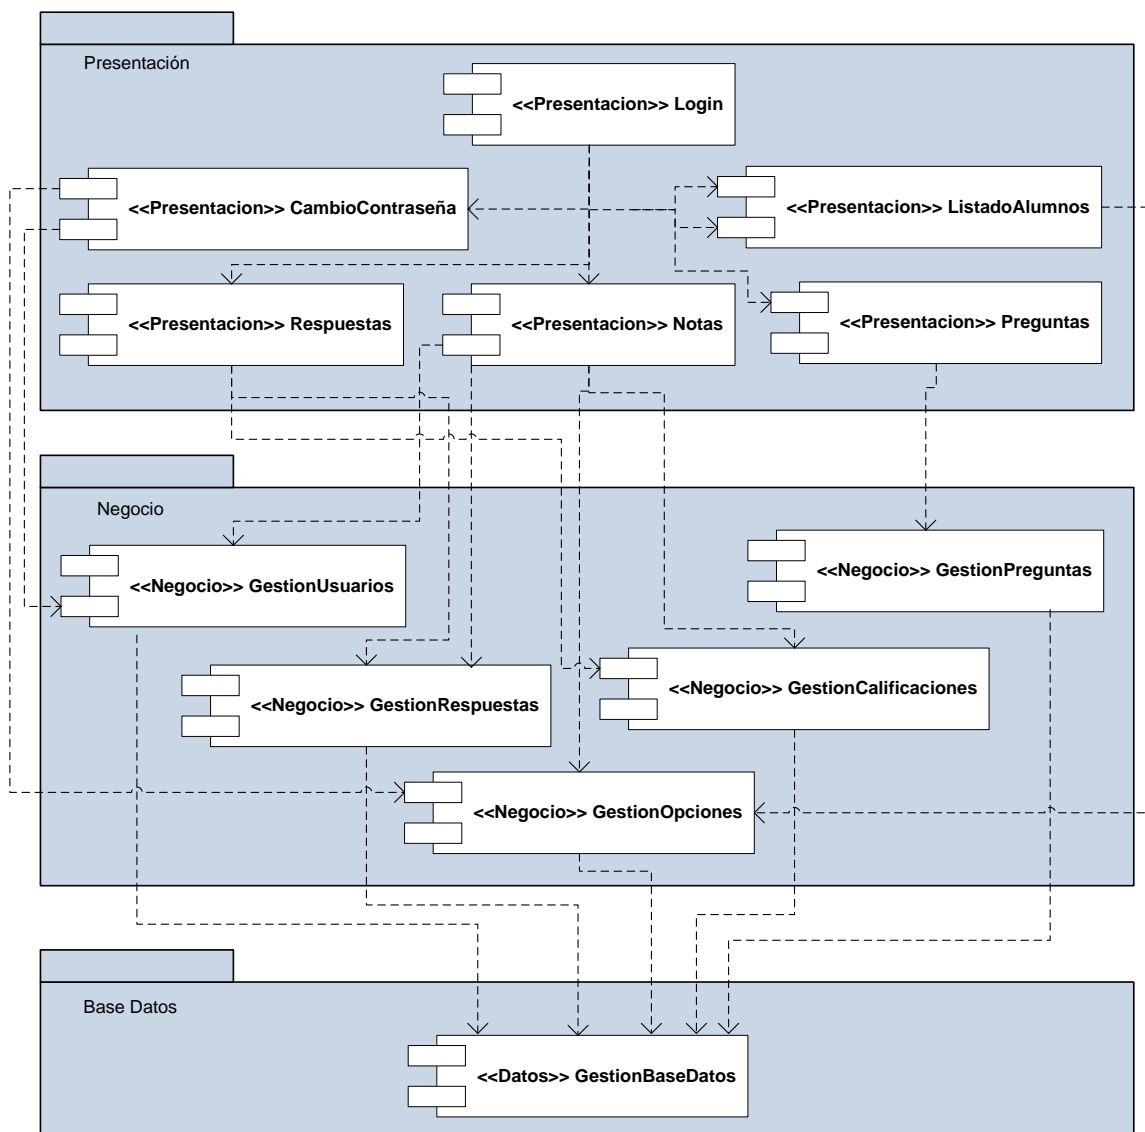 Presentación
<<Presentacion>> Login
<<Presentacion>> CambioContraseña
<<Presentacion>> ListadoAlumnos
<<Presentacion>> Respuestas
<<Presentacion>> Notas
<<Presentacion>> Preguntas
Negocio
<<Negocio>> GestionUsuarios
<<Negocio>> GestionPreguntas
<<Negocio>> GestionRespuestas
<<Negocio>> GestionCalificaciones
<<Negocio>> GestionOpciones
Base Datos
<<Datos>> GestionBaseDatos